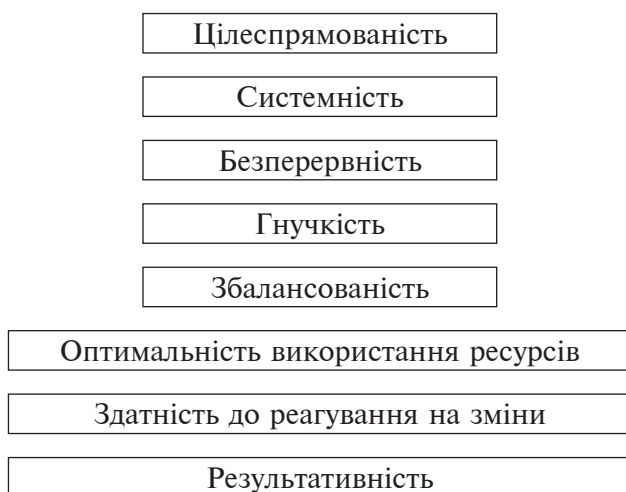 Цілеспрямованість
Системність
Безперервність
Гнучкість
Збалансованість
Оптимальність використання ресурсів
Здатність до реагування на зміни
Результативність